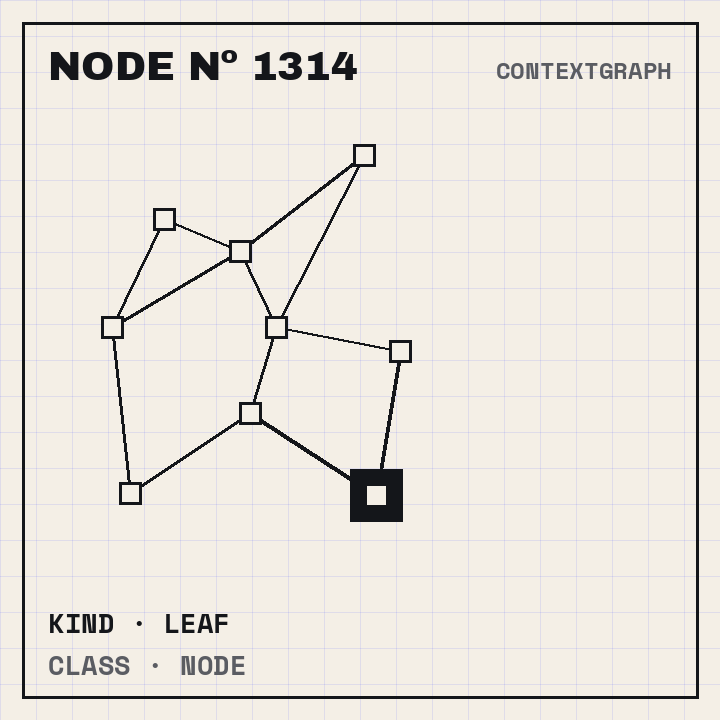 NODE Nº 1314
CONTEXTGRAPH
KIND · LEAF
CLASS · NODE